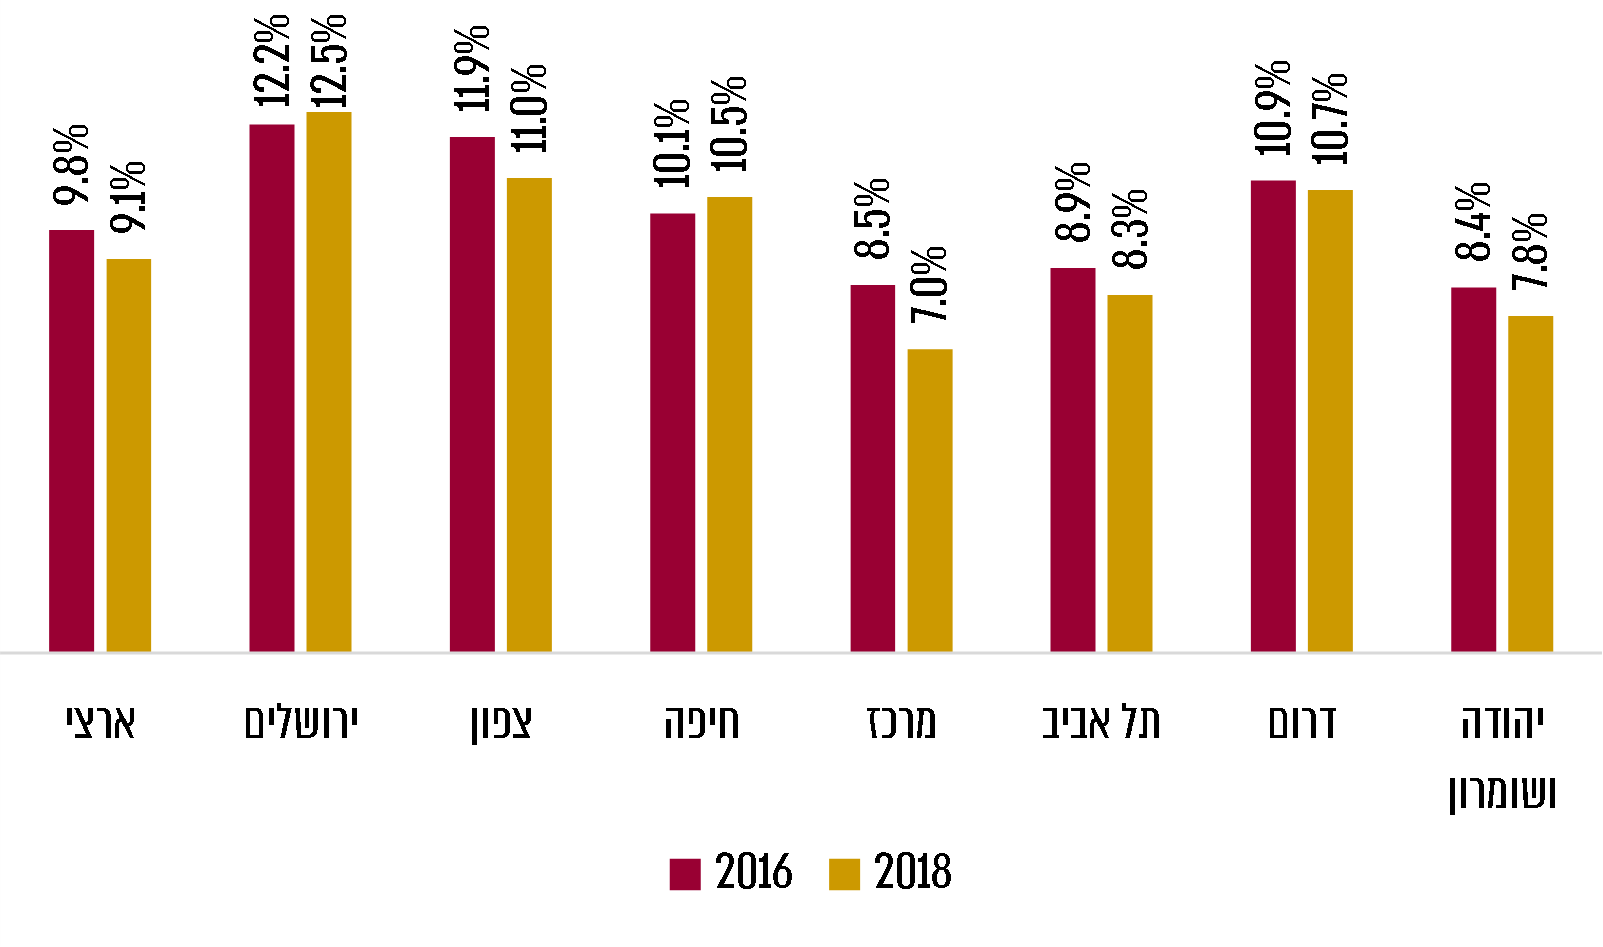 9.8%
9.1%
12.2%
12.5%
11.9%
11.0%
10.1%
10.5%
8.5%
7.0%
8.9%
8.3%
10.9%
10.7%
8.4%
7.8%
ארצי
ירושלים
צפון
חיפה
מרכז
תל אביב
דרום
יהודה
ושומרון
2016
2018